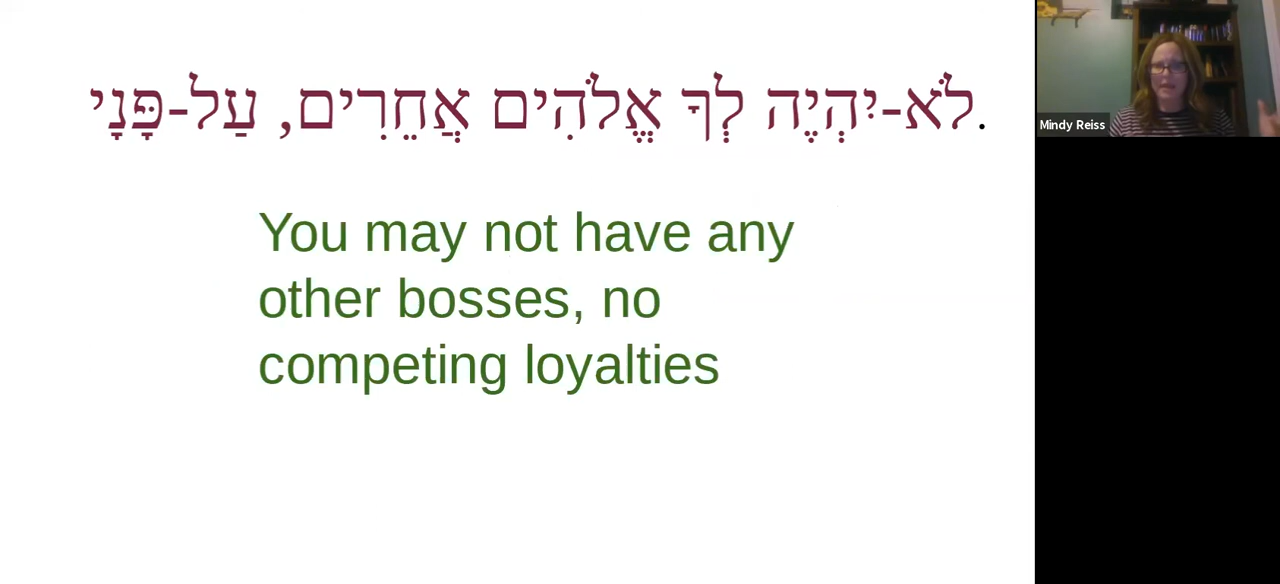 לֹא-יִהְיֶה לְךָ אֱלֹהִים אֲחֵרִים, עַל-פָּנָי.
You may not have any
other bosses, no
competing loyalties
Mindy Reiss